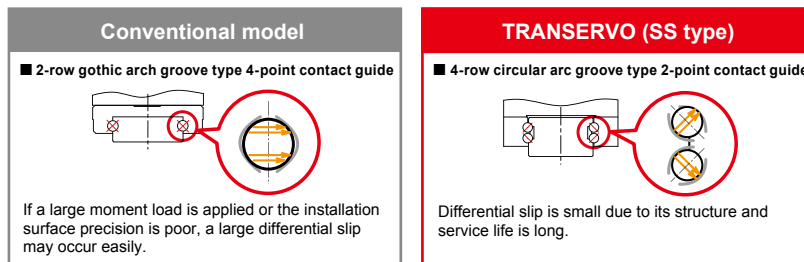 Conventional model
■ 2-row gothic arch groove type 4-point contact guide
If a large moment load is applied or the installation
surface precision is poor, a large differential slip
may occur easily.
TRANSERVO (SS type)
■ 4-row circular arc groove type 2-point contact guide
Differential slip is small due to its structure and
service life is long.